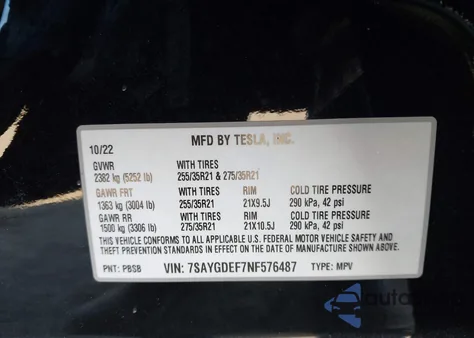 MFD BY TESLA, INC.
10/22
GVWR WITH TIRES
2382 kg (5252 lb) 255/35R21 & 275/35R21
GAWR FRT WITH TIRES RIM COLD TIRE PRESSURE
1363 kg (3004 lb) 255/35R21 21X9.5J 290 kPa, 42 psi
GAWR RR WITH TIRES RIM COLD TIRE PRESSURE
1500 kg (3306 lb) 275/35R21 21X10.5J 290 kPa, 42 psi
THIS VEHICLE CONFORMS TO ALL APPLICABLE U.S. FEDERAL MOTOR VEHICLE SAFETY AND
THEFT PREVENTION STANDARDS IN EFFECT ON THE DATE OF MANUFACTURE SHOWN ABOVE.
PNT: PBSB VIN: 7SAYGDEF7NF576487 TYPE: MPV